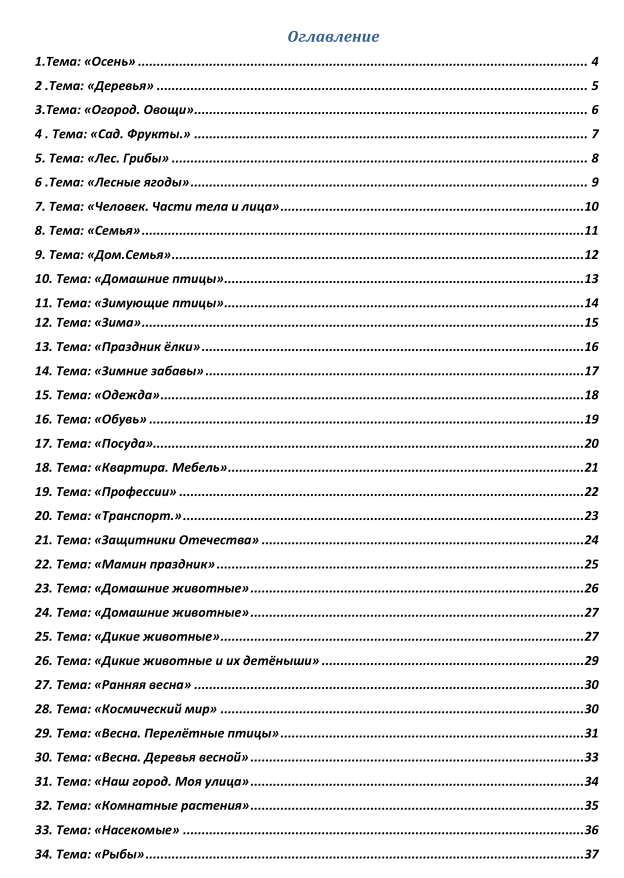 Оглавление
1.Тема: «Осень» ........ 4
2 .Тема: «Деревья» ........ 5
3.Тема: «Огород. Овощи»........ 6
4 . Тема: «Сад. Фрукты.» ........ 7
5. Тема: «Лес. Грибы» ........ 8
6 .Тема: «Лесные ягоды»........ 9
7. Тема: «Человек. Части тела и лица»........10
8. Тема: «Семья»........11
9. Тема: «Дом.Семья»........12
10. Тема: «Домашние птицы»........13
11. Тема: «Зимующие птицы»........14
12. Тема: «Зима»........15
13. Тема: «Праздник ёлки»........16
14. Тема: «Зимние забавы»........17
15. Тема: «Одежда»........18
16. Тема: «Обувь» ........19
17. Тема: «Посуда»........20
18. Тема: «Квартира. Мебель»........21
19. Тема: «Профессии» ........22
20. Тема: «Транспорт.»........23
21. Тема: «Защитники Отечества» ........24
22. Тема: «Мамин праздник»........25
23. Тема: «Домашние животные»........26
24. Тема: «Домашние животные»........27
25. Тема: «Дикие животные»........27
26. Тема: «Дикие животные и их детёныши» ........29
27. Тема: «Ранняя весна» ........30
28. Тема: «Космический мир» ........30
29. Тема: «Весна. Перелётные птицы»........31
30. Тема: «Весна. Деревья весной»........33
31. Тема: «Наш город. Моя улица»........34
32. Тема: «Комнатные растения»........35
33. Тема: «Насекомые» ........36
34. Тема: «Рыбы»........37